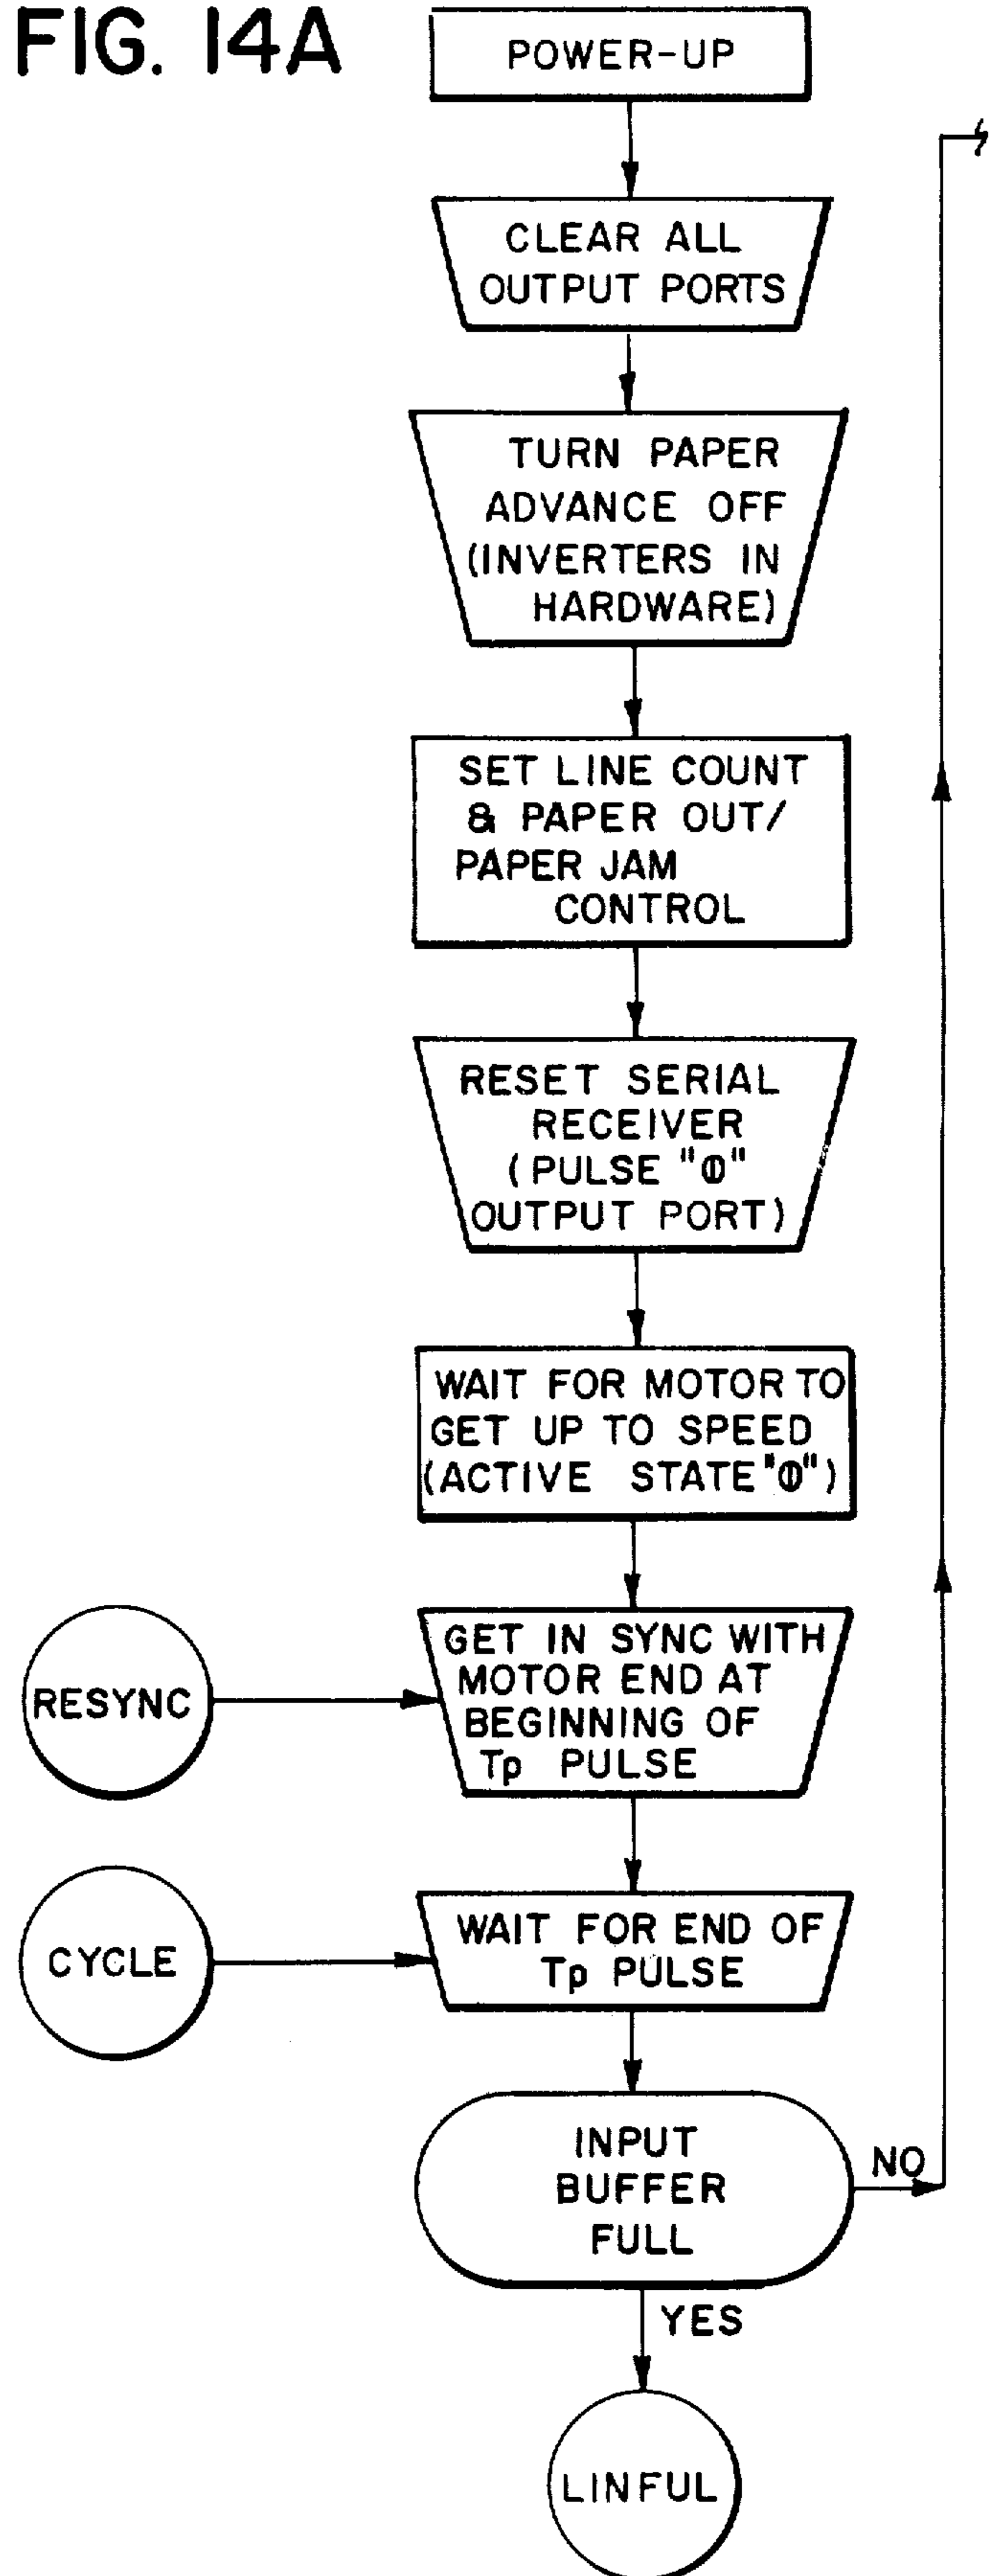 FIG. 14A
POWER-UP
CLEAR ALL
OUTPUT PORTS
TURN PAPER
ADVANCE OFF
(INVERTERS IN
HARDWARE)
SET LINE COUNT
& PAPER OUT/
PAPER JAM
CONTROL
RESET SERIAL
RECEIVER
(PULSE "0"
OUTPUT PORT)
WAIT FOR MOTOR TO
GET UP TO SPEED
(ACTIVE STATE "0")
RESYNC
GET IN SYNC WITH
MOTOR END AT
BEGINNING OF
Tp PULSE
CYCLE
WAIT FOR END OF
Tp PULSE
INPUT
BUFFER
FULL
NO
YES
LINFUL